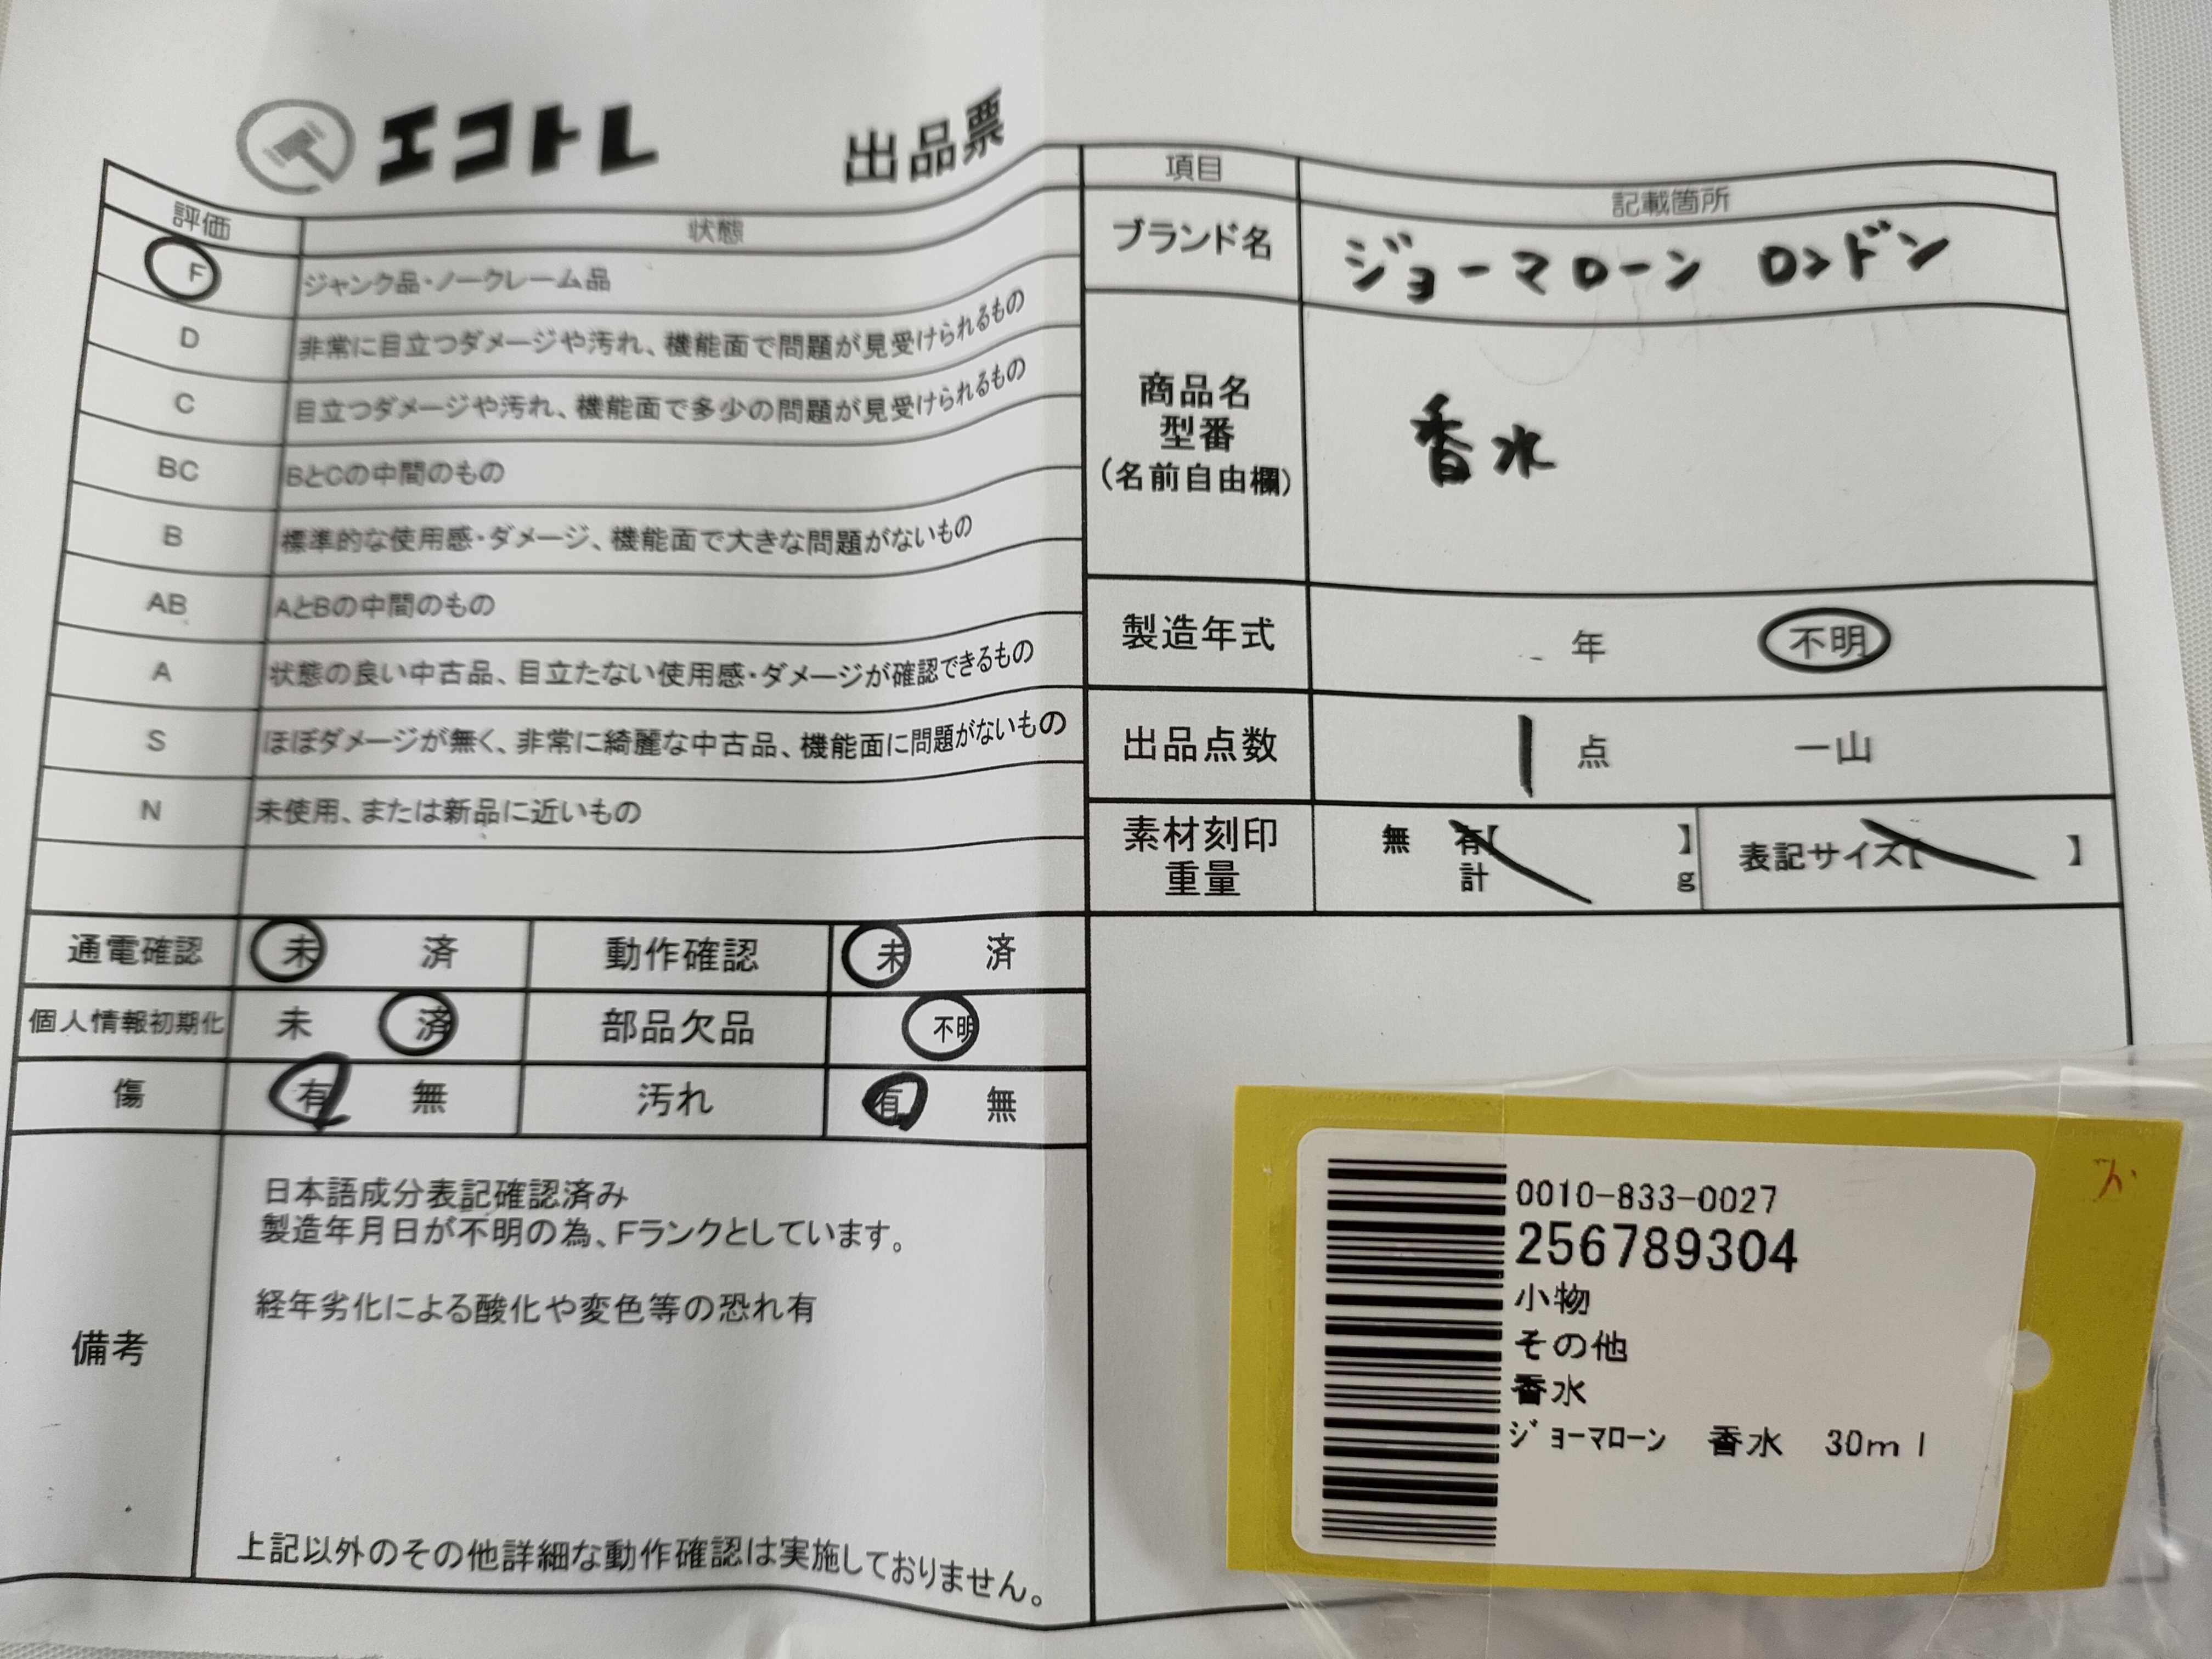 エコトレ 出品票
評価 状態
F ジャンク品・ノークレーム品
D 非常に目立つダメージや汚れ、機能面で問題が見受けられるもの
C 目立つダメージや汚れ、機能面で多少の問題が見受けられるもの
BC BとCの中間のもの
B 標準的な使用感・ダメージ、機能面で大きな問題がないもの
AB AとBの中間のもの
A 状態の良い中古品、目立たない使用感・ダメージが確認できるもの
S ほぼダメージが無く、非常に綺麗な中古品、機能面に問題がないもの
N 未使用、または新品に近いもの
通電確認 未 済 動作確認 未 済
個人情報初期化 未 済 部品欠品 不明
傷 有 無 汚れ 有 無
備考
日本語成分表記確認済み
製造年月日が不明の為、Fランクとしています。
経年劣化による酸化や変色等の恐れ有
上記以外のその他詳細な動作確認は実施しておりません。
項目 記載箇所
ブランド名 ジョーマローン ロンドン
商品名
型番
(名前自由欄)
香水
製造年式 年 不明
出品点数 1 点 一山
素材刻印 無 有【 】 表記サイズ【 】
重量 計 g
0010-833-0027
256789304
小物
その他
香水
ｼﾞｮｰﾏﾛｰﾝ 香水 30ml